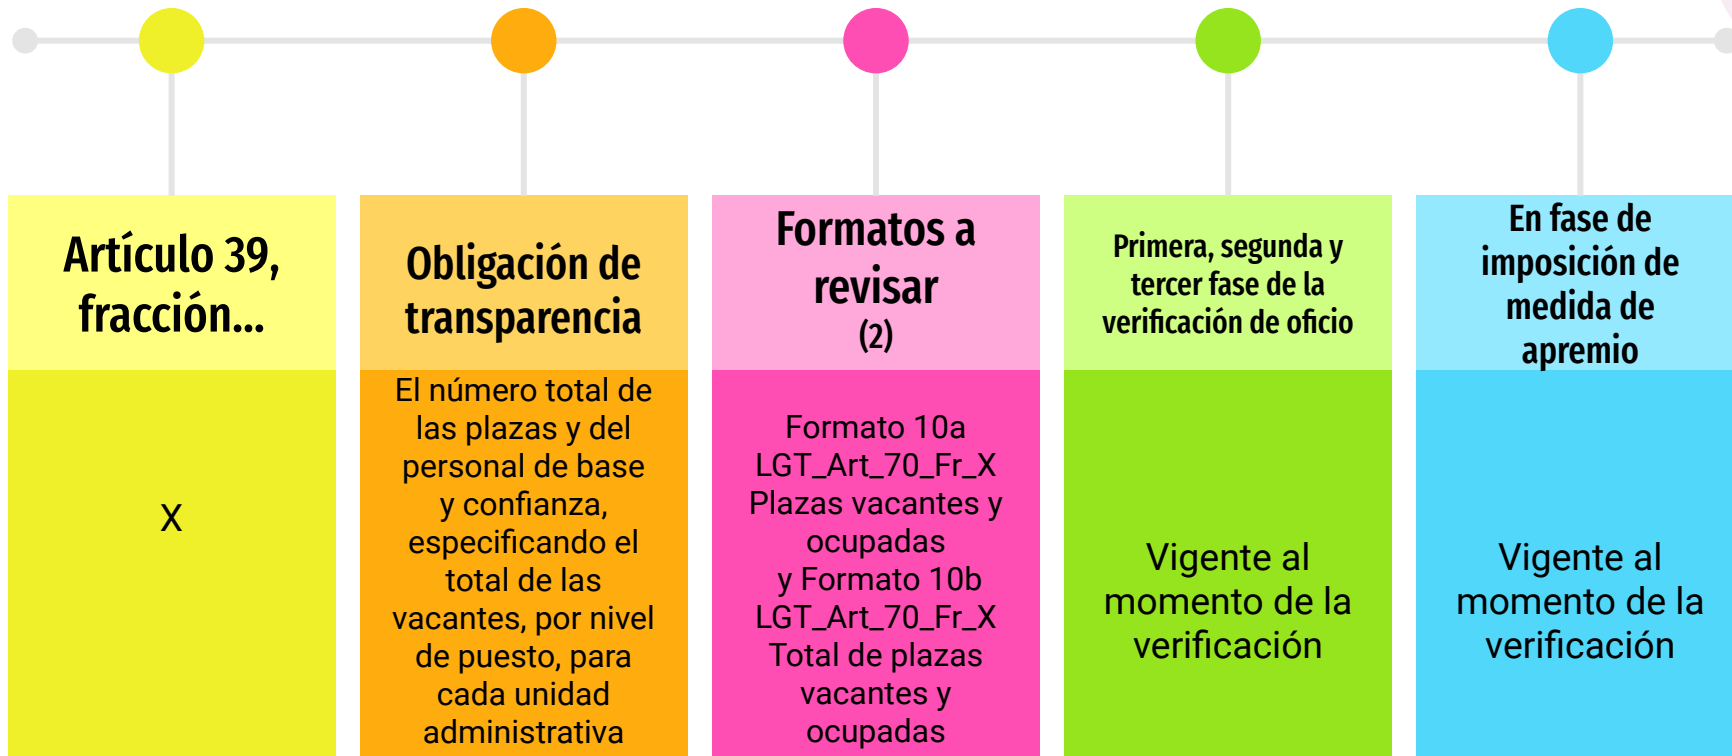 Artículo 39,
fracción...
X
Obligación de
transparencia
El número total de
las plazas y del
personal de base
y confianza,
especificando el
total de las
vacantes, por nivel
de puesto, para
cada unidad
administrativa
Formatos a
revisar
(2)
Formato 10a
LGT_Art_70_Fr_X
Plazas vacantes y
ocupadas
y Formato 10b
LGT_Art_70_Fr_X
Total de plazas
vacantes y
ocupadas
Primera, segunda y
tercer fase de la
verificación de oficio
Vigente al
momento de la
verificación
En fase de
imposición de
medida de
apremio
Vigente al
momento de la
verificación